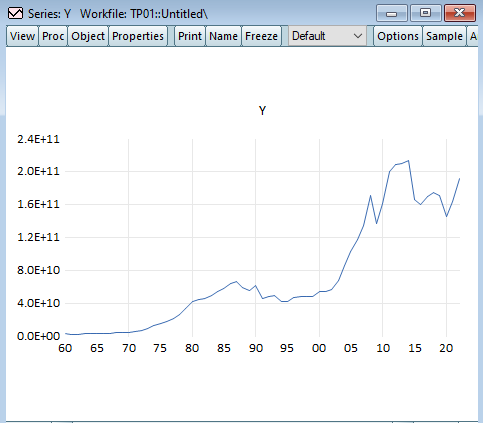 Series: Y Workfile: TP01::Untitled\
View Proc Object Properties Print Name Freeze Default Options Sample A
Y
2.4E+11
2.0E+11
1.6E+11
1.2E+11
8.0E+10
4.0E+10
0.0E+00
60 65 70 75 80 85 90 95 00 05 10 15 20